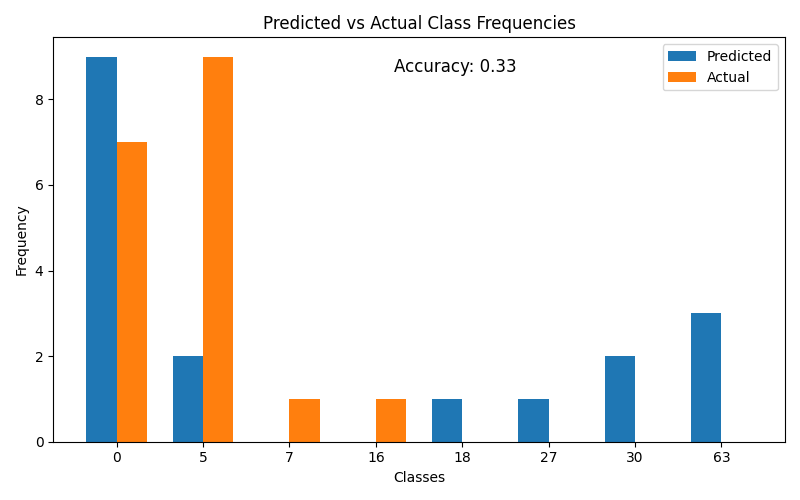 Predicted vs Actual Class Frequencies
Accuracy: 0.33
Predicted
Actual
Frequency
8
6
4
2
0
0 5 7 16 18 27 30 63
Classes